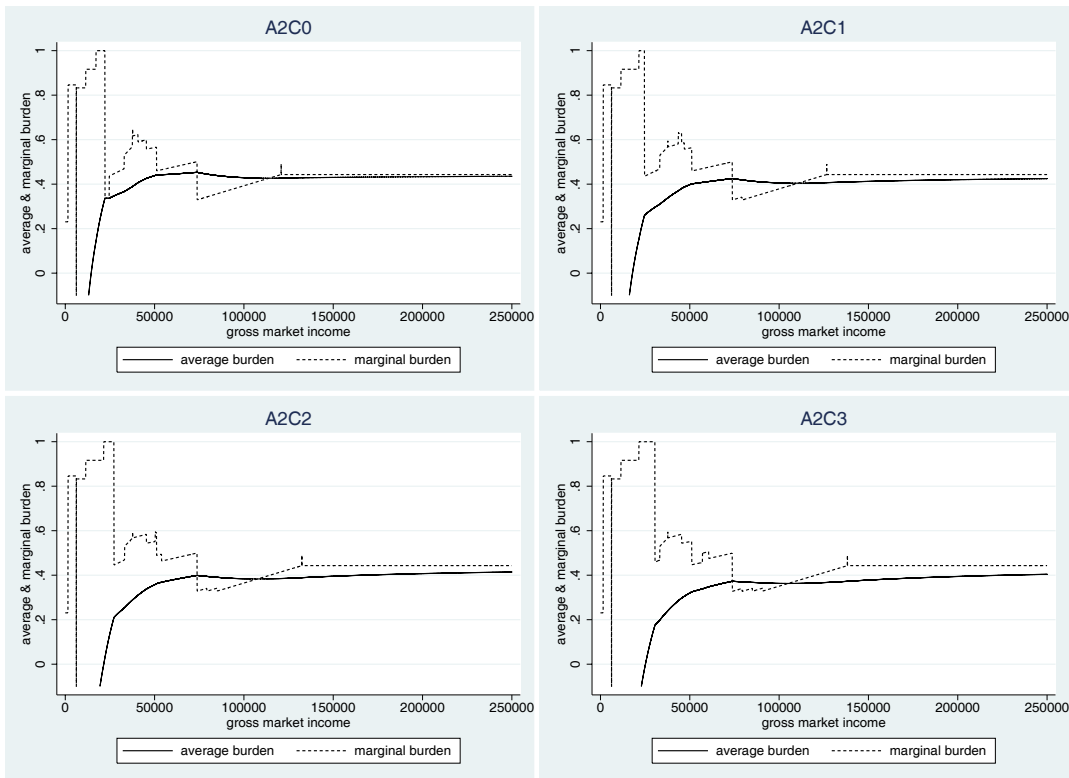 A2C0
average & marginal burden
1
.8
.6
.4
.2
0
0 50000 100000 150000 200000 250000
gross market income
average burden marginal burden
A2C1
average & marginal burden
1
.8
.6
.4
.2
0
0 50000 100000 150000 200000 250000
gross market income
average burden marginal burden
A2C2
average & marginal burden
1
.8
.6
.4
.2
0
0 50000 100000 150000 200000 250000
gross market income
average burden marginal burden
A2C3
average & marginal burden
1
.8
.6
.4
.2
0
0 50000 100000 150000 200000 250000
gross market income
average burden marginal burden